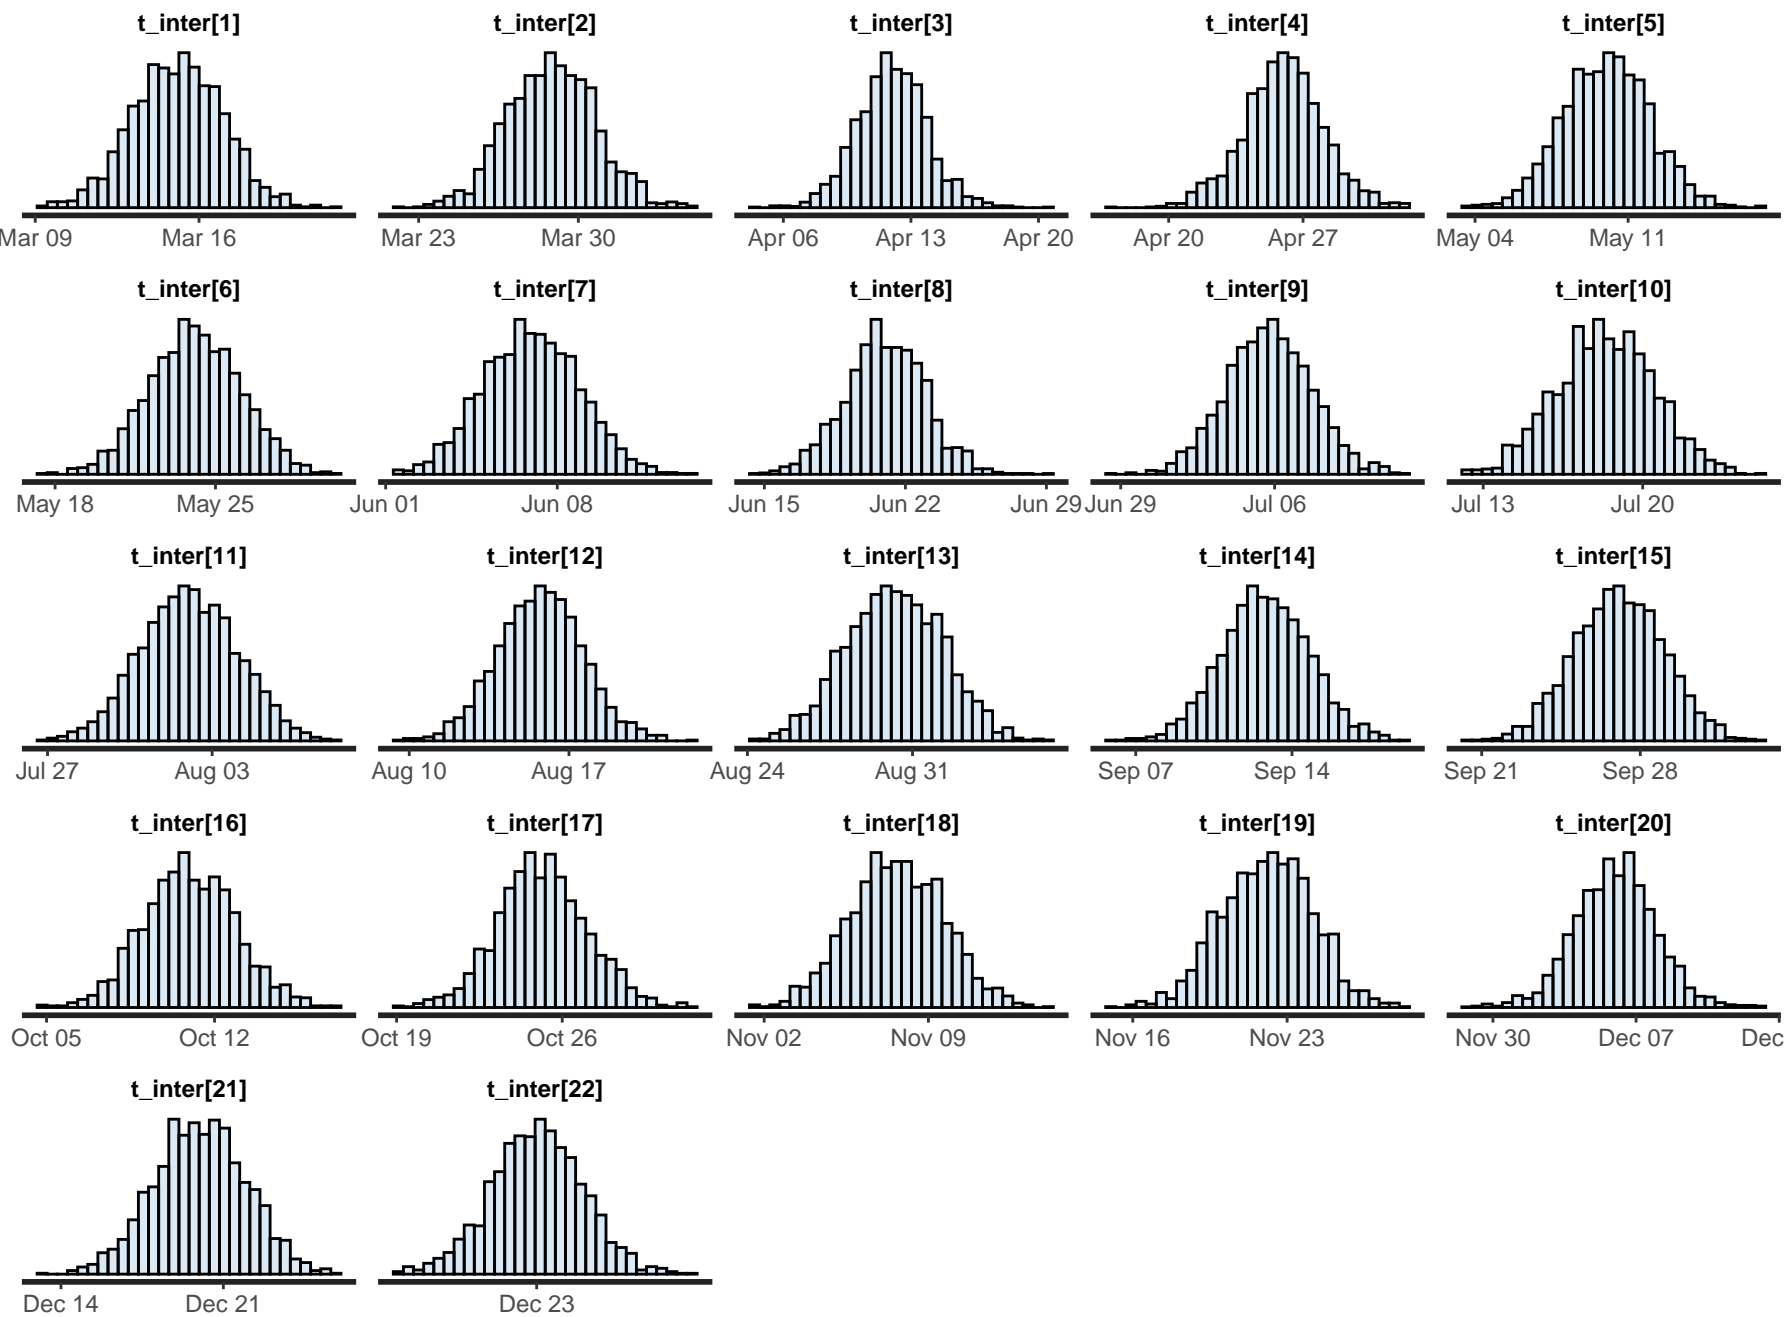 t_inter[1] t_inter[2] t_inter[3] t_inter[4] t_inter[5]
Mar 09 Mar 16 Mar 23 Mar 30 Apr 06 Apr 13 Apr 20 Apr 20 Apr 27 May 04 May 11
t_inter[6] t_inter[7] t_inter[8] t_inter[9] t_inter[10]
May 18 May 25 Jun 01 Jun 08 Jun 15 Jun 22 Jun 29 Jun 29 Jul 06 Jul 13 Jul 20
t_inter[11] t_inter[12] t_inter[13] t_inter[14] t_inter[15]
Jul 27 Aug 03 Aug 10 Aug 17 Aug 24 Aug 31 Sep 07 Sep 14 Sep 21 Sep 28
t_inter[16] t_inter[17] t_inter[18] t_inter[19] t_inter[20]
Oct 05 Oct 12 Oct 19 Oct 26 Nov 02 Nov 09 Nov 16 Nov 23 Nov 30 Dec 07 Dec
t_inter[21] t_inter[22]
Dec 14 Dec 21 Dec 23